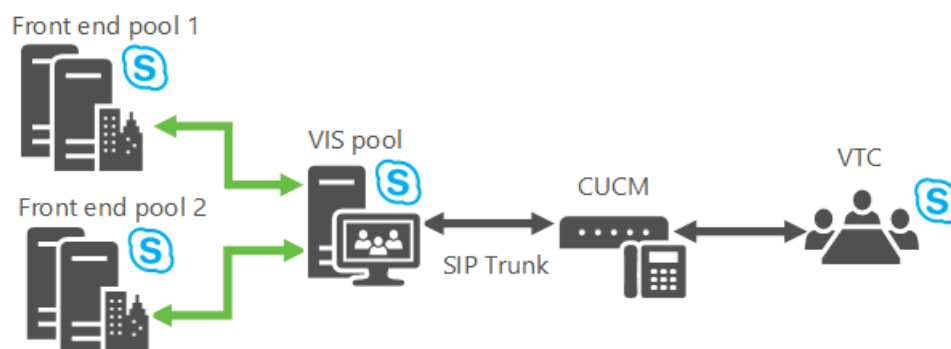 Front end pool 1
S
VIS pool
S
CUCM
VTC
S
Front end pool 2
S
SIP Trunk